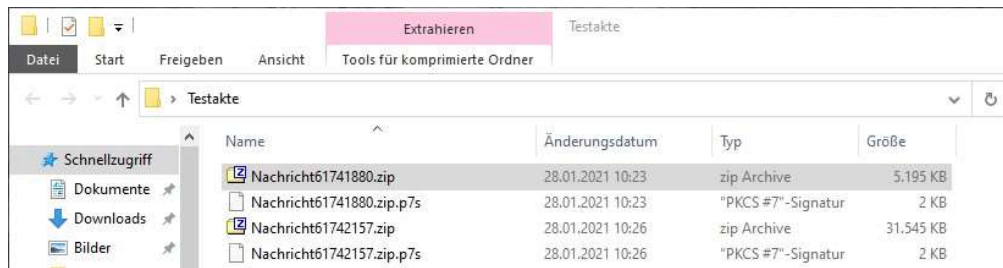 Extrahieren Testakte
Datei Start Freigeben Ansicht Tools für komprimierte Ordner
Testakte
Name Änderungsdatum Typ Größe
Schnellzugriff
Nachricht61741880.zip 28.01.2021 10:23 zip Archive 5.195 KB
Dokumente
Nachricht61741880.zip.p7s 28.01.2021 10:23 "PKCS #7"-Signatur 2 KB
Downloads
Nachricht61742157.zip 28.01.2021 10:26 zip Archive 31.545 KB
Bilder
Nachricht61742157.zip.p7s 28.01.2021 10:26 "PKCS #7"-Signatur 2 KB